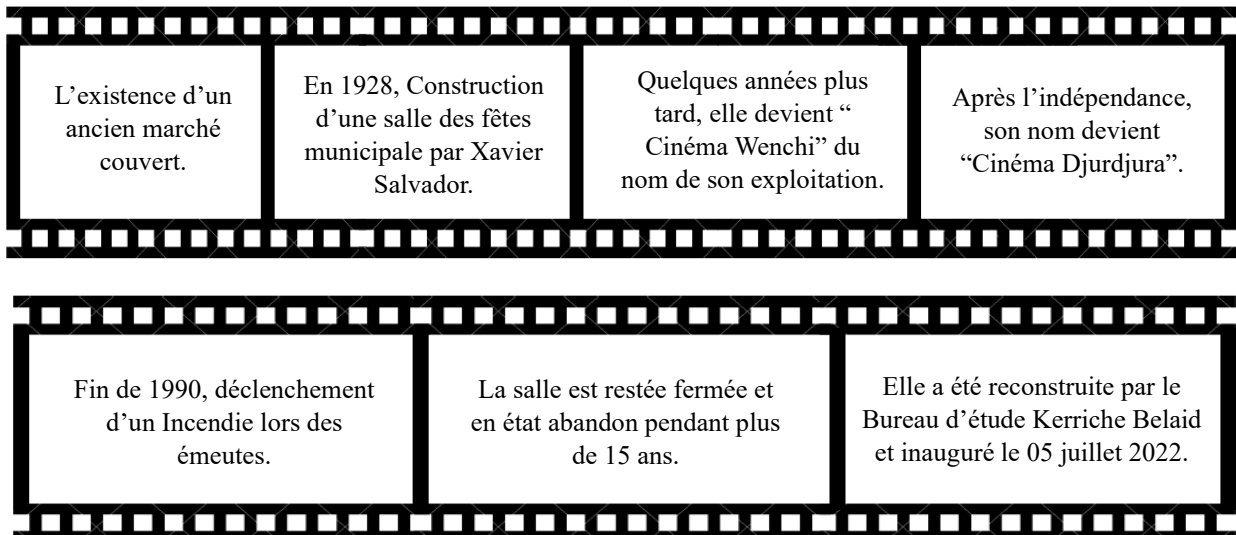 L’existence d’un
ancien marché
couvert.
En 1928, Construction
d’une salle des fêtes
municipale par Xavier
Salvador.
Quelques années plus
tard, elle devient “
Cinéma Wenchi” du
nom de son exploitation.
Après l’indépendance,
son nom devient
“Cinéma Djurdjura”.
Fin de 1990, déclenchement
d’un Incendie lors des
émeutes.
La salle est restée fermée et
en état abandon pendant plus
de 15 ans.
Elle a été reconstruite par le
Bureau d’étude Kerriche Belaid
et inauguré le 05 juillet 2022.